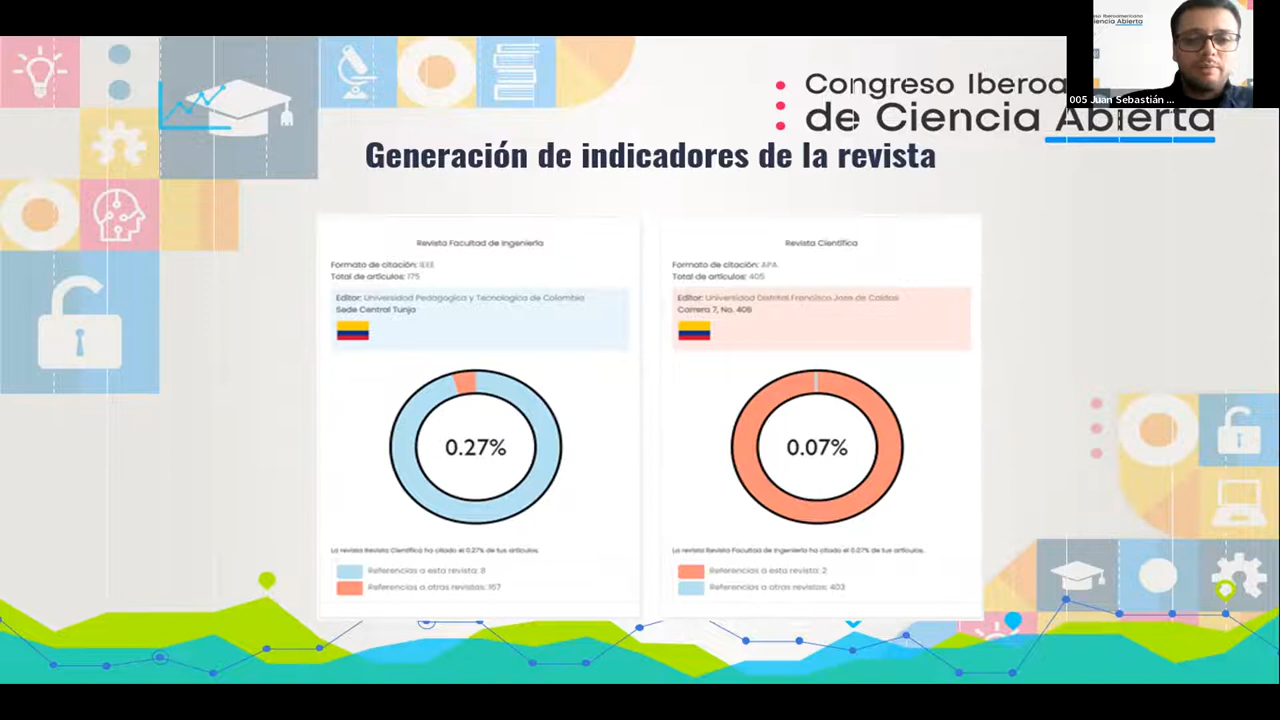 Congreso Iberoa
de Ciencia Abierta
005 Juan Sebastián ...
Generación de indicadores de la revista
Revista Facultad de Ingeniería
Formato de citación: IEEE
Total de artículos: 175
Editor: Universidad Pedagogica y Tecnologica de Colombia
Sede Central Tunja
0.27%
La revista Revista Científica ha citado el 0.27% de tus artículos.
Referencias a esta revista: 8
Referencias a otras revistas: 167
Revista Científica
Formato de citación: APA
Total de artículos: 405
Editor: Universidad Distrital Francisco Jose de Caldas
Carrera 7, No. 40B
0.07%
La revista Revista Facultad de Ingeniería ha citado el 0.07% de tus artículos.
Referencias a esta revista: 2
Referencias a otras revistas: 403